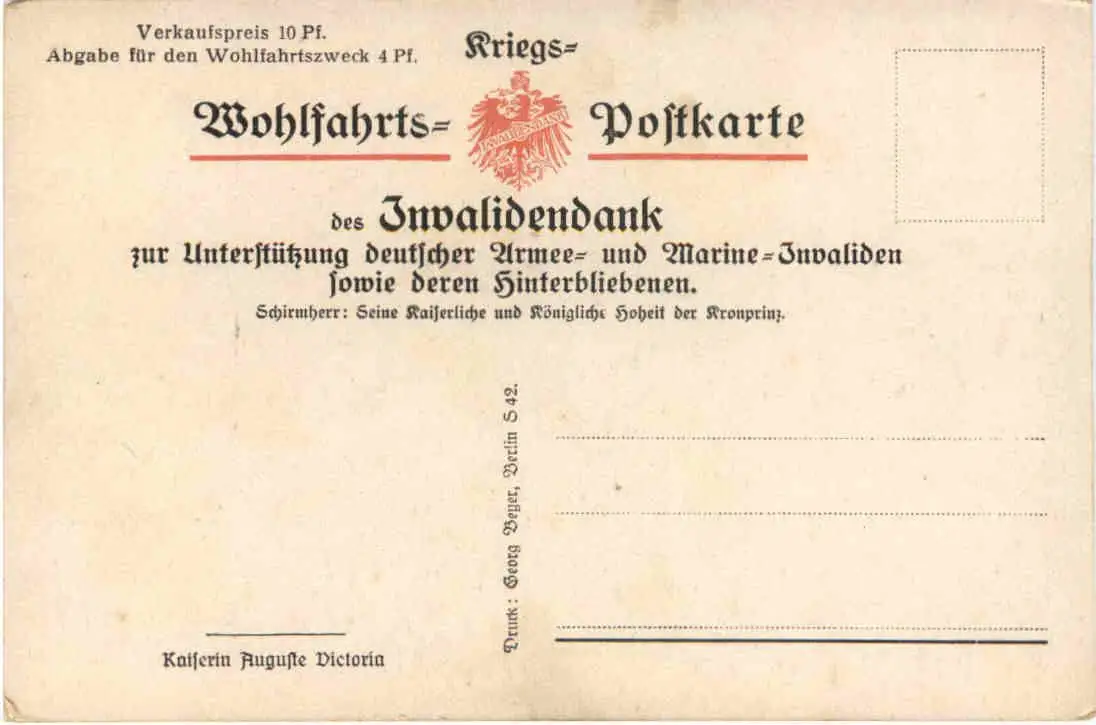 Verkaufspreis 10 Pf.
Abgabe für den Wohlfahrtszweck 4 Pf.
Kriegs=
Wohlfahrts= Postkarte
INVALIDENDANK
des Invalidendank
zur Unterstützung deutscher Armee= und Marine=Invaliden
sowie deren Hinterbliebenen.
Schirmherr: Seine Kaiserliche und Königliche Hoheit der Kronprinz.
Druck: Georg Beyer, Berlin S 42.
Kaiserin Auguste Victoria